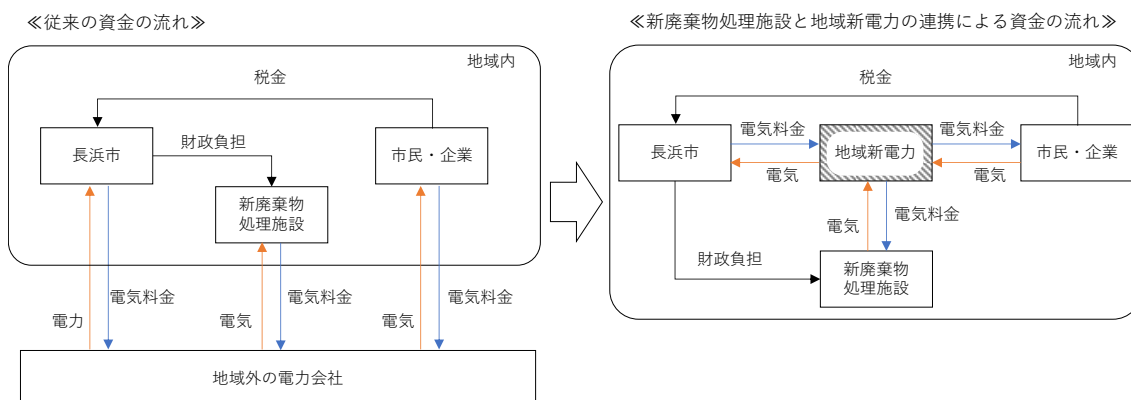 ≪従来の資金の流れ≫
地域内
税金
長浜市
財政負担
市民・企業
新廃棄物
処理施設
電気料金
電力
電気料金
電気
電気料金
電気
地域外の電力会社
≪新廃棄物処理施設と地域新電力の連携による資金の流れ≫
地域内
税金
長浜市
電気料金
電気
地域新電力
電気料金
電気
市民・企業
電気料金
電気
財政負担
新廃棄物
処理施設